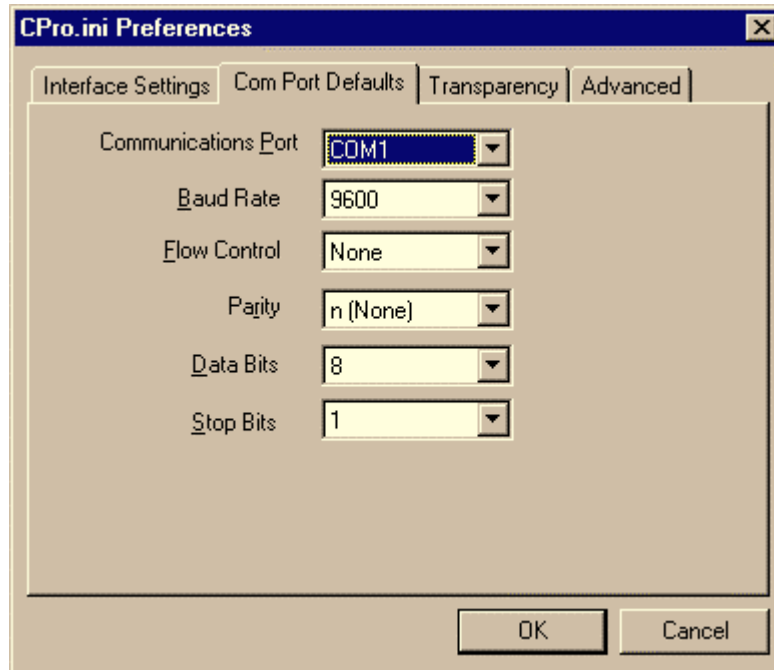 CPro.ini Preferences
Interface Settings Com Port Defaults Transparency Advanced
Communications Port COM1
Baud Rate 9600
Flow Control None
Parity n (None)
Data Bits 8
Stop Bits 1
OK Cancel